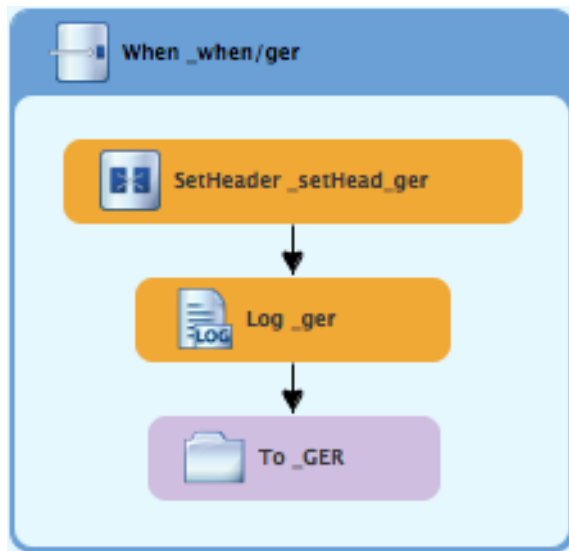 When _when/ger
SetHeader _setHead_ger
LOG
Log _ger
To _GER